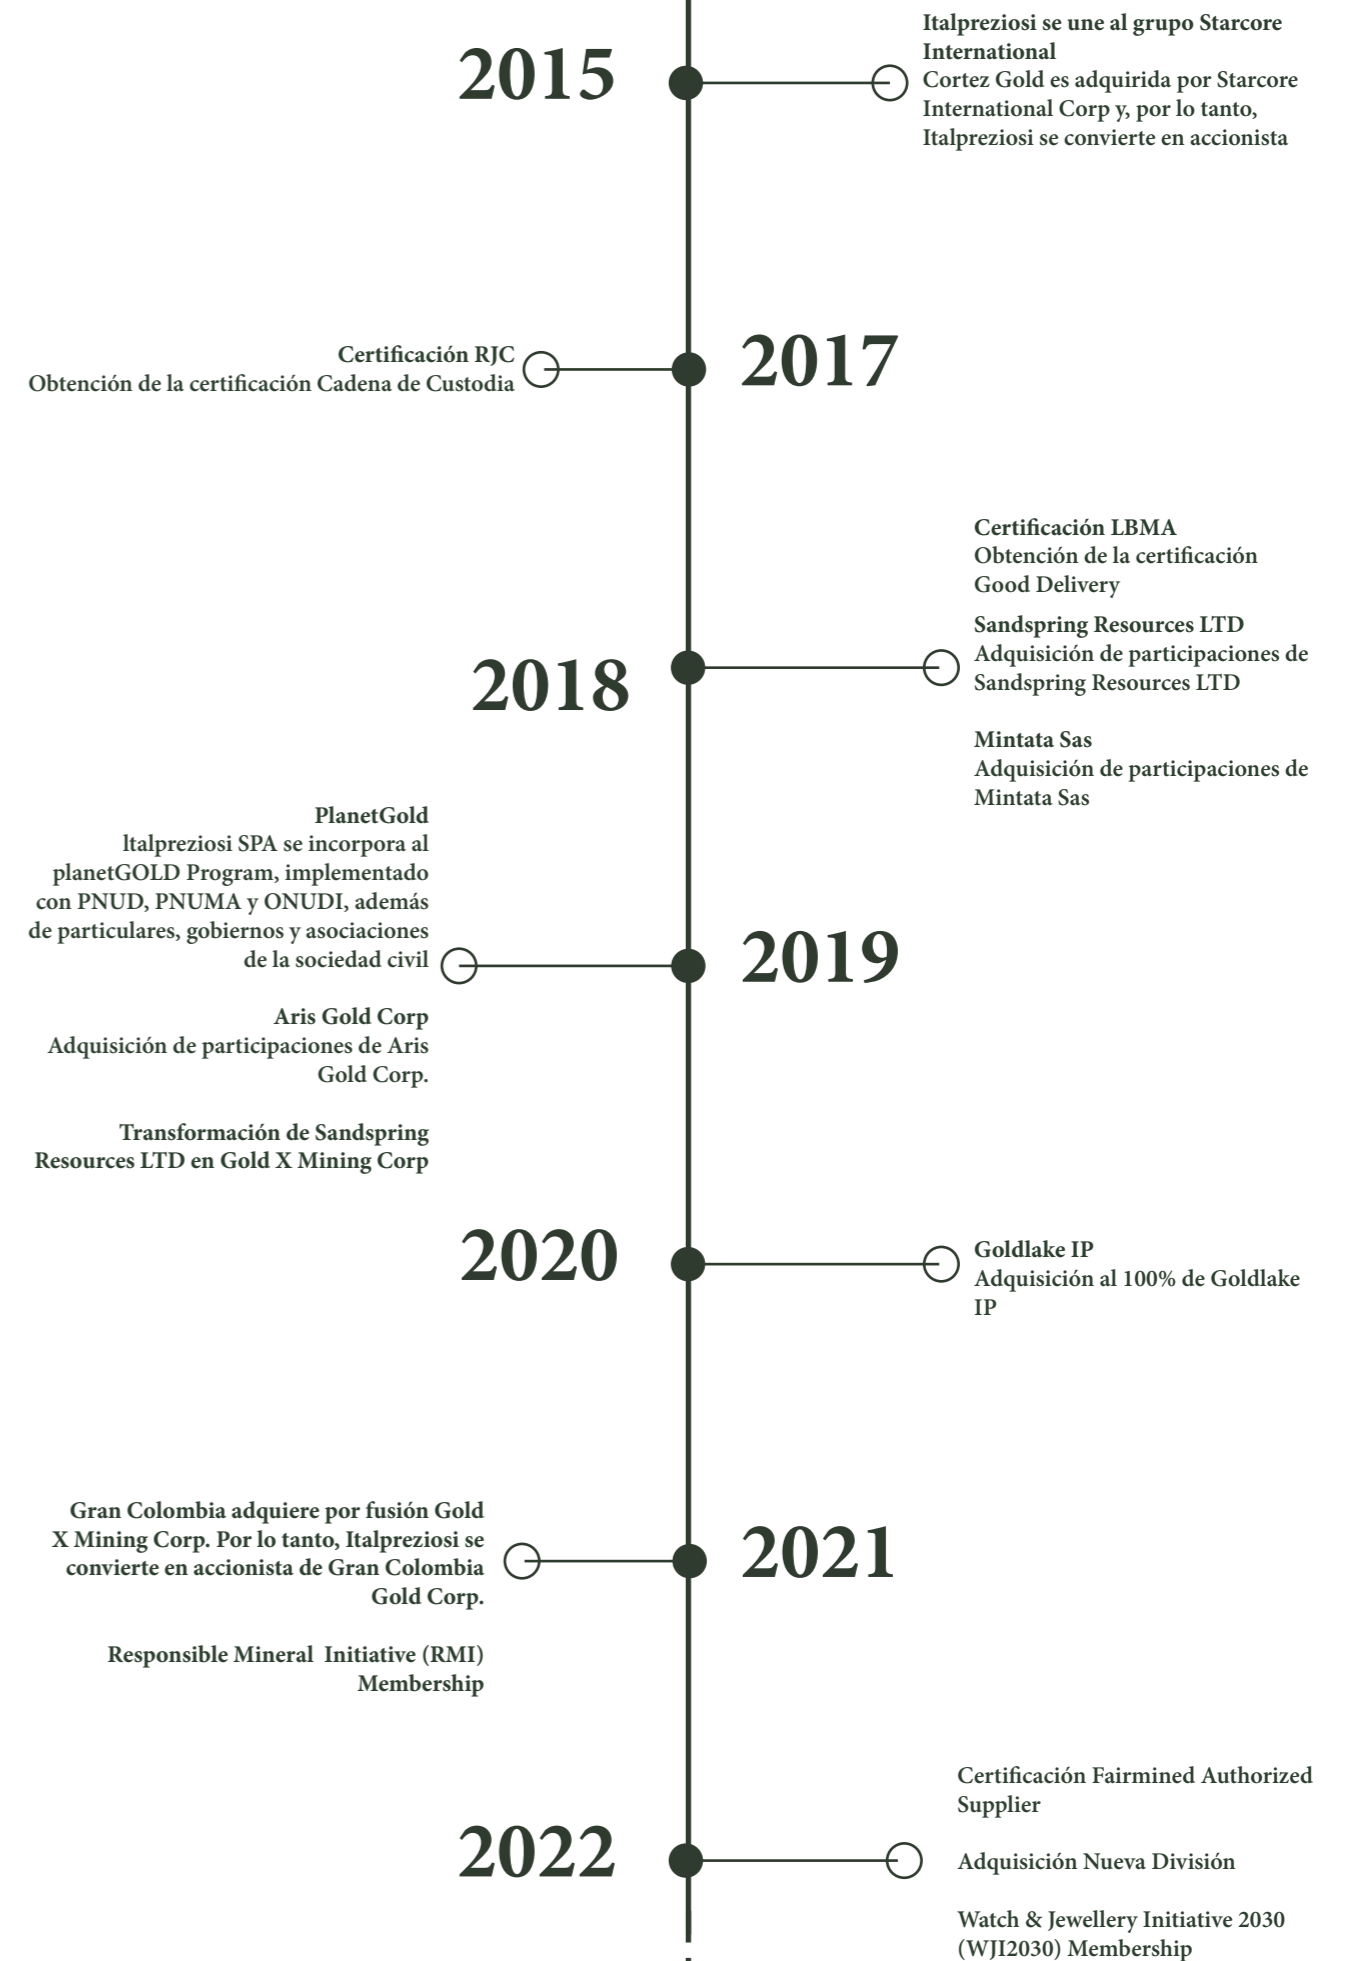 2015
Italpreziosi se une al grupo Starcore
International
Cortez Gold es adquirida por Starcore
International Corp y, por lo tanto,
Italpreziosi se convierte en accionista
Certificación RJC
Obtención de la certificación Cadena de Custodia
2017
2018
Certificación LBMA
Obtención de la certificación
Good Delivery
Sandspring Resources LTD
Adquisición de participaciones de
Sandspring Resources LTD
Mintata Sas
Adquisición de participaciones de
Mintata Sas
PlanetGold
ltalpreziosi SPA se incorpora al
planetGOLD Program, implementado
con PNUD, PNUMA y ONUDI, además
de particulares, gobiernos y asociaciones
de la sociedad civil
Aris Gold Corp
Adquisición de participaciones de Aris
Gold Corp.
Transformación de Sandspring
Resources LTD en Gold X Mining Corp
2019
2020
Goldlake IP
Adquisición al 100% de Goldlake
IP
Gran Colombia adquiere por fusión Gold
X Mining Corp. Por lo tanto, Italpreziosi se
convierte en accionista de Gran Colombia
Gold Corp.
Responsible Mineral  Initiative (RMI)
Membership
2021
2022
Certificación Fairmined Authorized
Supplier
Adquisición Nueva División
Watch & Jewellery Initiative 2030
(WJI2030) Membership